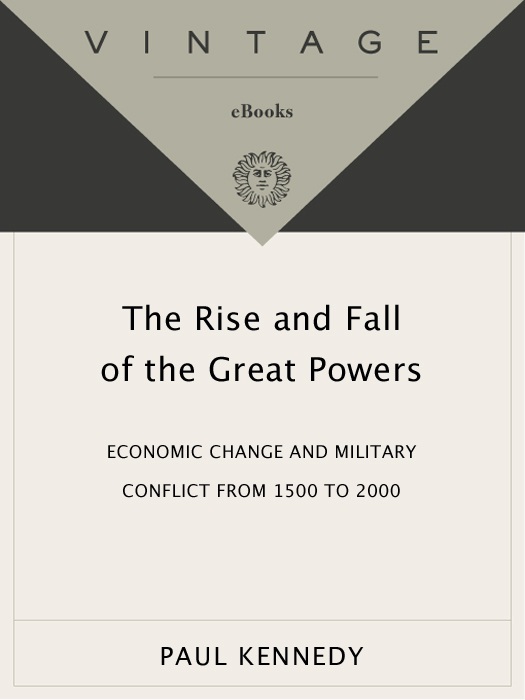 VINTAGE
eBooks
The Rise and Fall
of the Great Powers
ECONOMIC CHANGE AND MILITARY
CONFLICT FROM 1500 TO 2000
PAUL KENNEDY